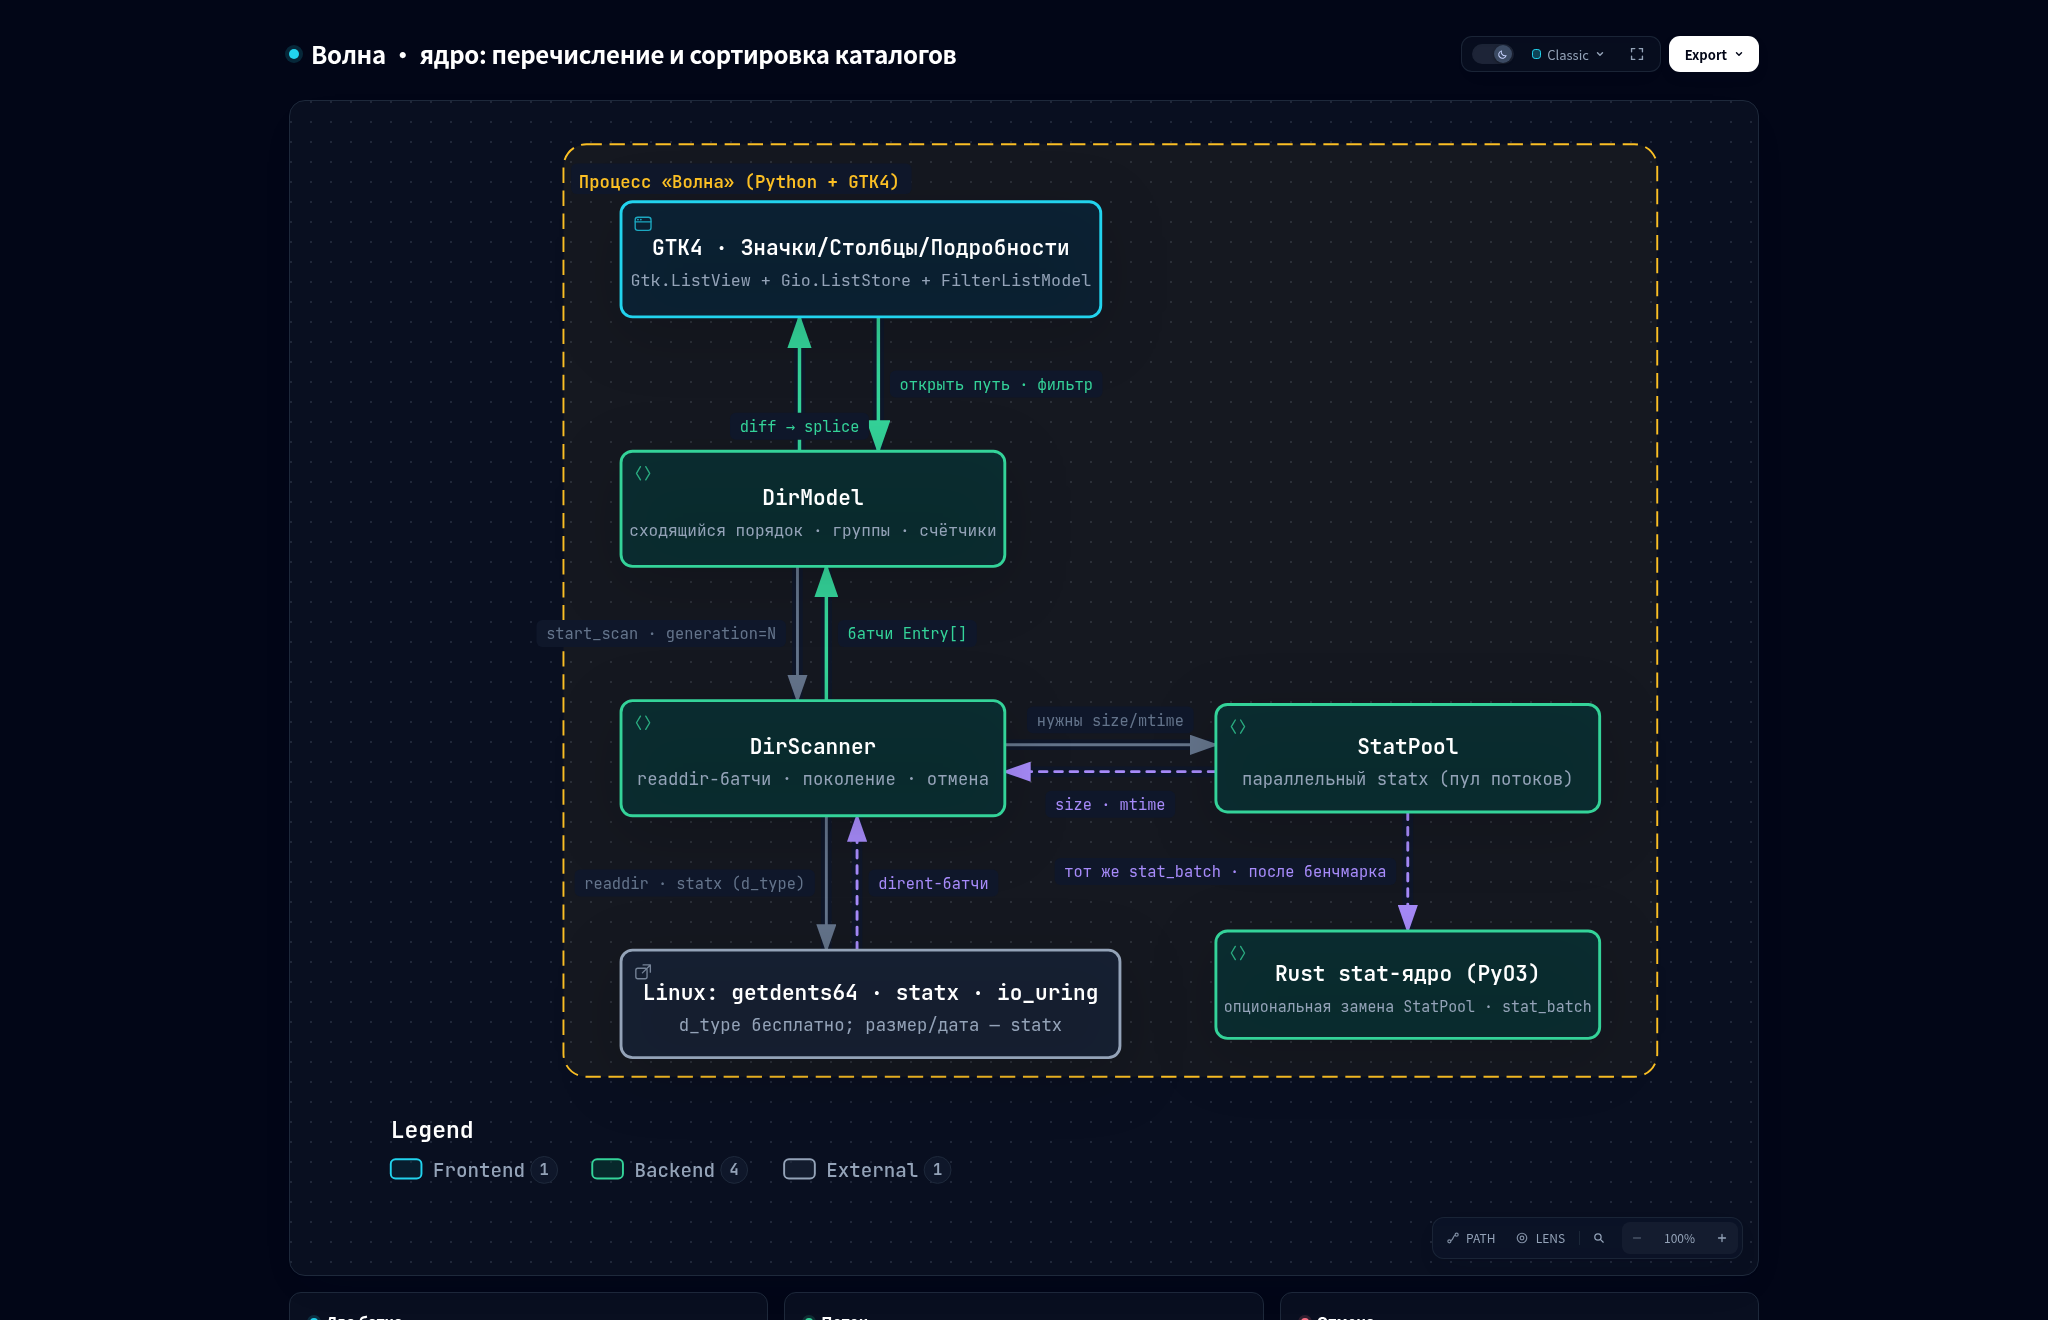 Волна • ядро: перечисление и сортировка каталогов
Classic
Export
Процесс «Волна» (Python + GTK4)
GTK4 · Значки/Столбцы/Подробности
Gtk.ListView + Gio.ListStore + FilterListModel
открыть путь · фильтр
diff → splice
DirModel
сходящийся порядок · группы · счётчики
start_scan · generation=N
батчи Entry[]
DirScanner
readdir-батчи · поколение · отмена
нужны size/mtime
size · mtime
StatPool
параллельный statx (пул потоков)
readdir · statx (d_type)
dirent-батчи
тот же stat_batch · после бенчмарка
Linux: getdents64 · statx · io_uring
d_type бесплатно; размер/дата — statx
Rust stat-ядро (PyO3)
опциональная замена StatPool · stat_batch
Legend
Frontend 1
Backend 4
External 1
PATH
LENS
− 100% +